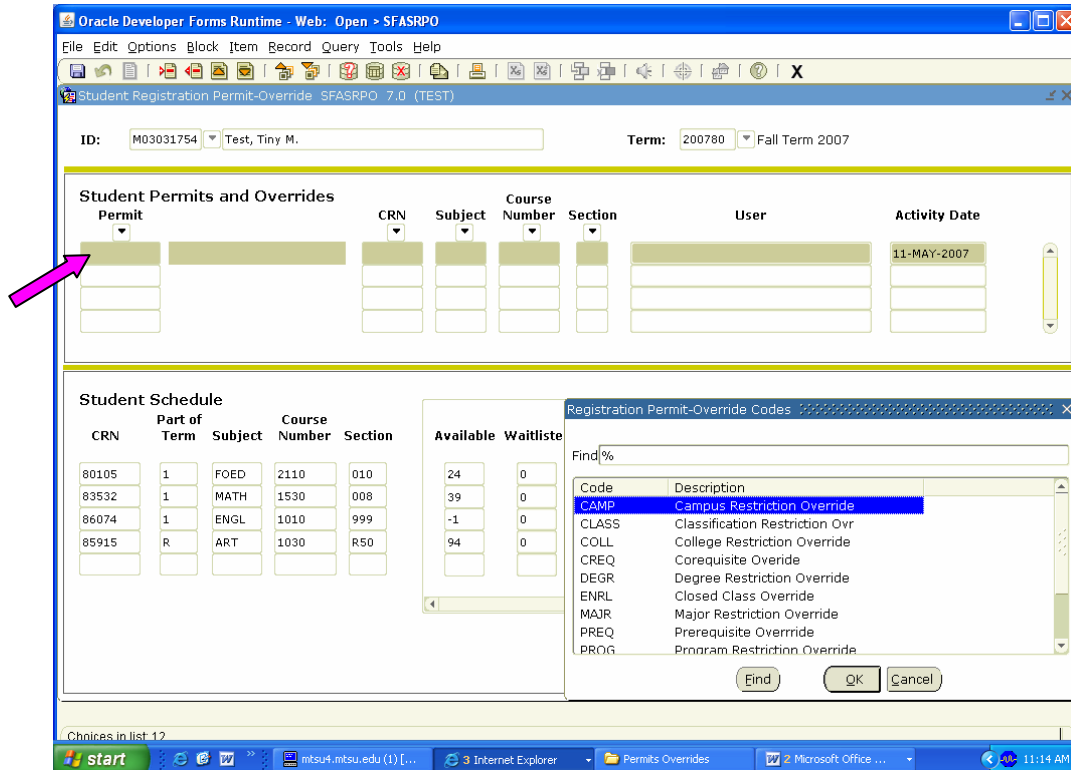 Oracle Developer Forms Runtime - Web: Open > SFASRPO
File Edit Options Block Item Record Query Tools Help
X
Student Registration Permit-Override SFASRPO 7.0 (TEST)
ID: M03031754 Test, Tiny M. Term: 200780 Fall Term 2007
Student Permits and Overrides
Permit CRN Subject Course Number Section User Activity Date
11-MAY-2007
Student Schedule
CRN Part of Term Subject Course Number Section Available Waitliste
80105 1 FOED 2110 010 24 0
83532 1 MATH 1530 008 39 0
86074 1 ENGL 1010 999 -1 0
85915 R ART 1030 R50 94 0
Registration Permit-Override Codes
Find %
Code Description
CAMP Campus Restriction Override
CLASS Classification Restriction Ovr
COLL College Restriction Override
CREQ Corequisite Overide
DEGR Degree Restriction Override
ENRL Closed Class Override
MAJR Major Restriction Override
PREQ Prerequisite Overrride
PROG Program Restriction Override
Find OK Cancel
Choices in list: 12
start mtsu4.mtsu.edu (1) [... 3 Internet Explorer Permits Overrides 2 Microsoft Office ... 11:14 AM